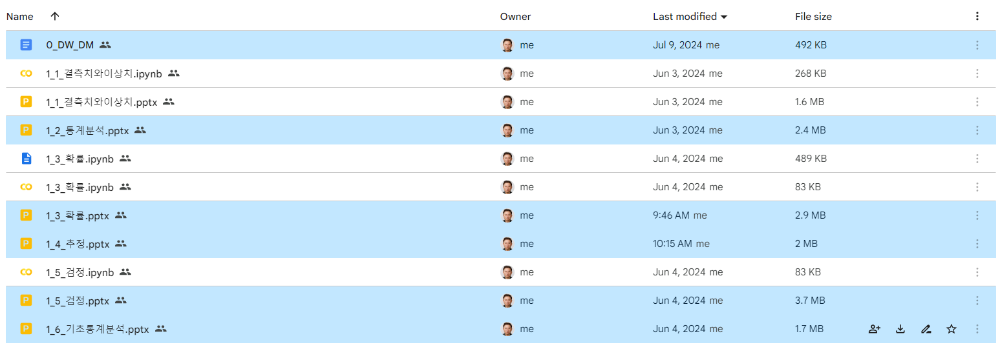 Name Owner Last modified File size
0_DW_DM me Jul 9, 2024 me 492 KB
1_1_결측치와이상치.ipynb me Jun 3, 2024 me 268 KB
1_1_결측치와이상치.pptx me Jun 3, 2024 me 1.6 MB
1_2_통계분석.pptx me Jun 3, 2024 me 2.4 MB
1_3_확률.ipynb me Jun 4, 2024 me 489 KB
1_3_확률.ipynb me Jun 4, 2024 me 83 KB
1_3_확률.pptx me 9:46 AM me 2.9 MB
1_4_추정.pptx me 10:15 AM me 2 MB
1_5_검정.ipynb me Jun 4, 2024 me 83 KB
1_5_검정.pptx me Jun 4, 2024 me 3.7 MB
1_6_기초통계분석.pptx me Jun 4, 2024 me 1.7 MB